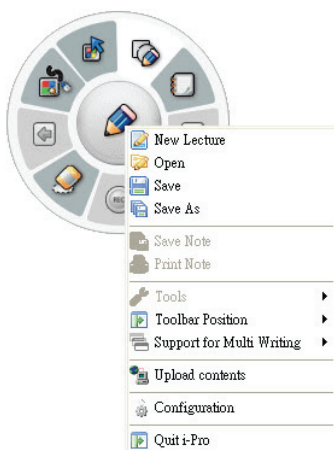 REC
New Lecture
Open
Save
Save As
Save Note
Print Note
Tools
Toolbar Position
Support for Multi Writing
Upload contents
Configuration
Quit i-Pro